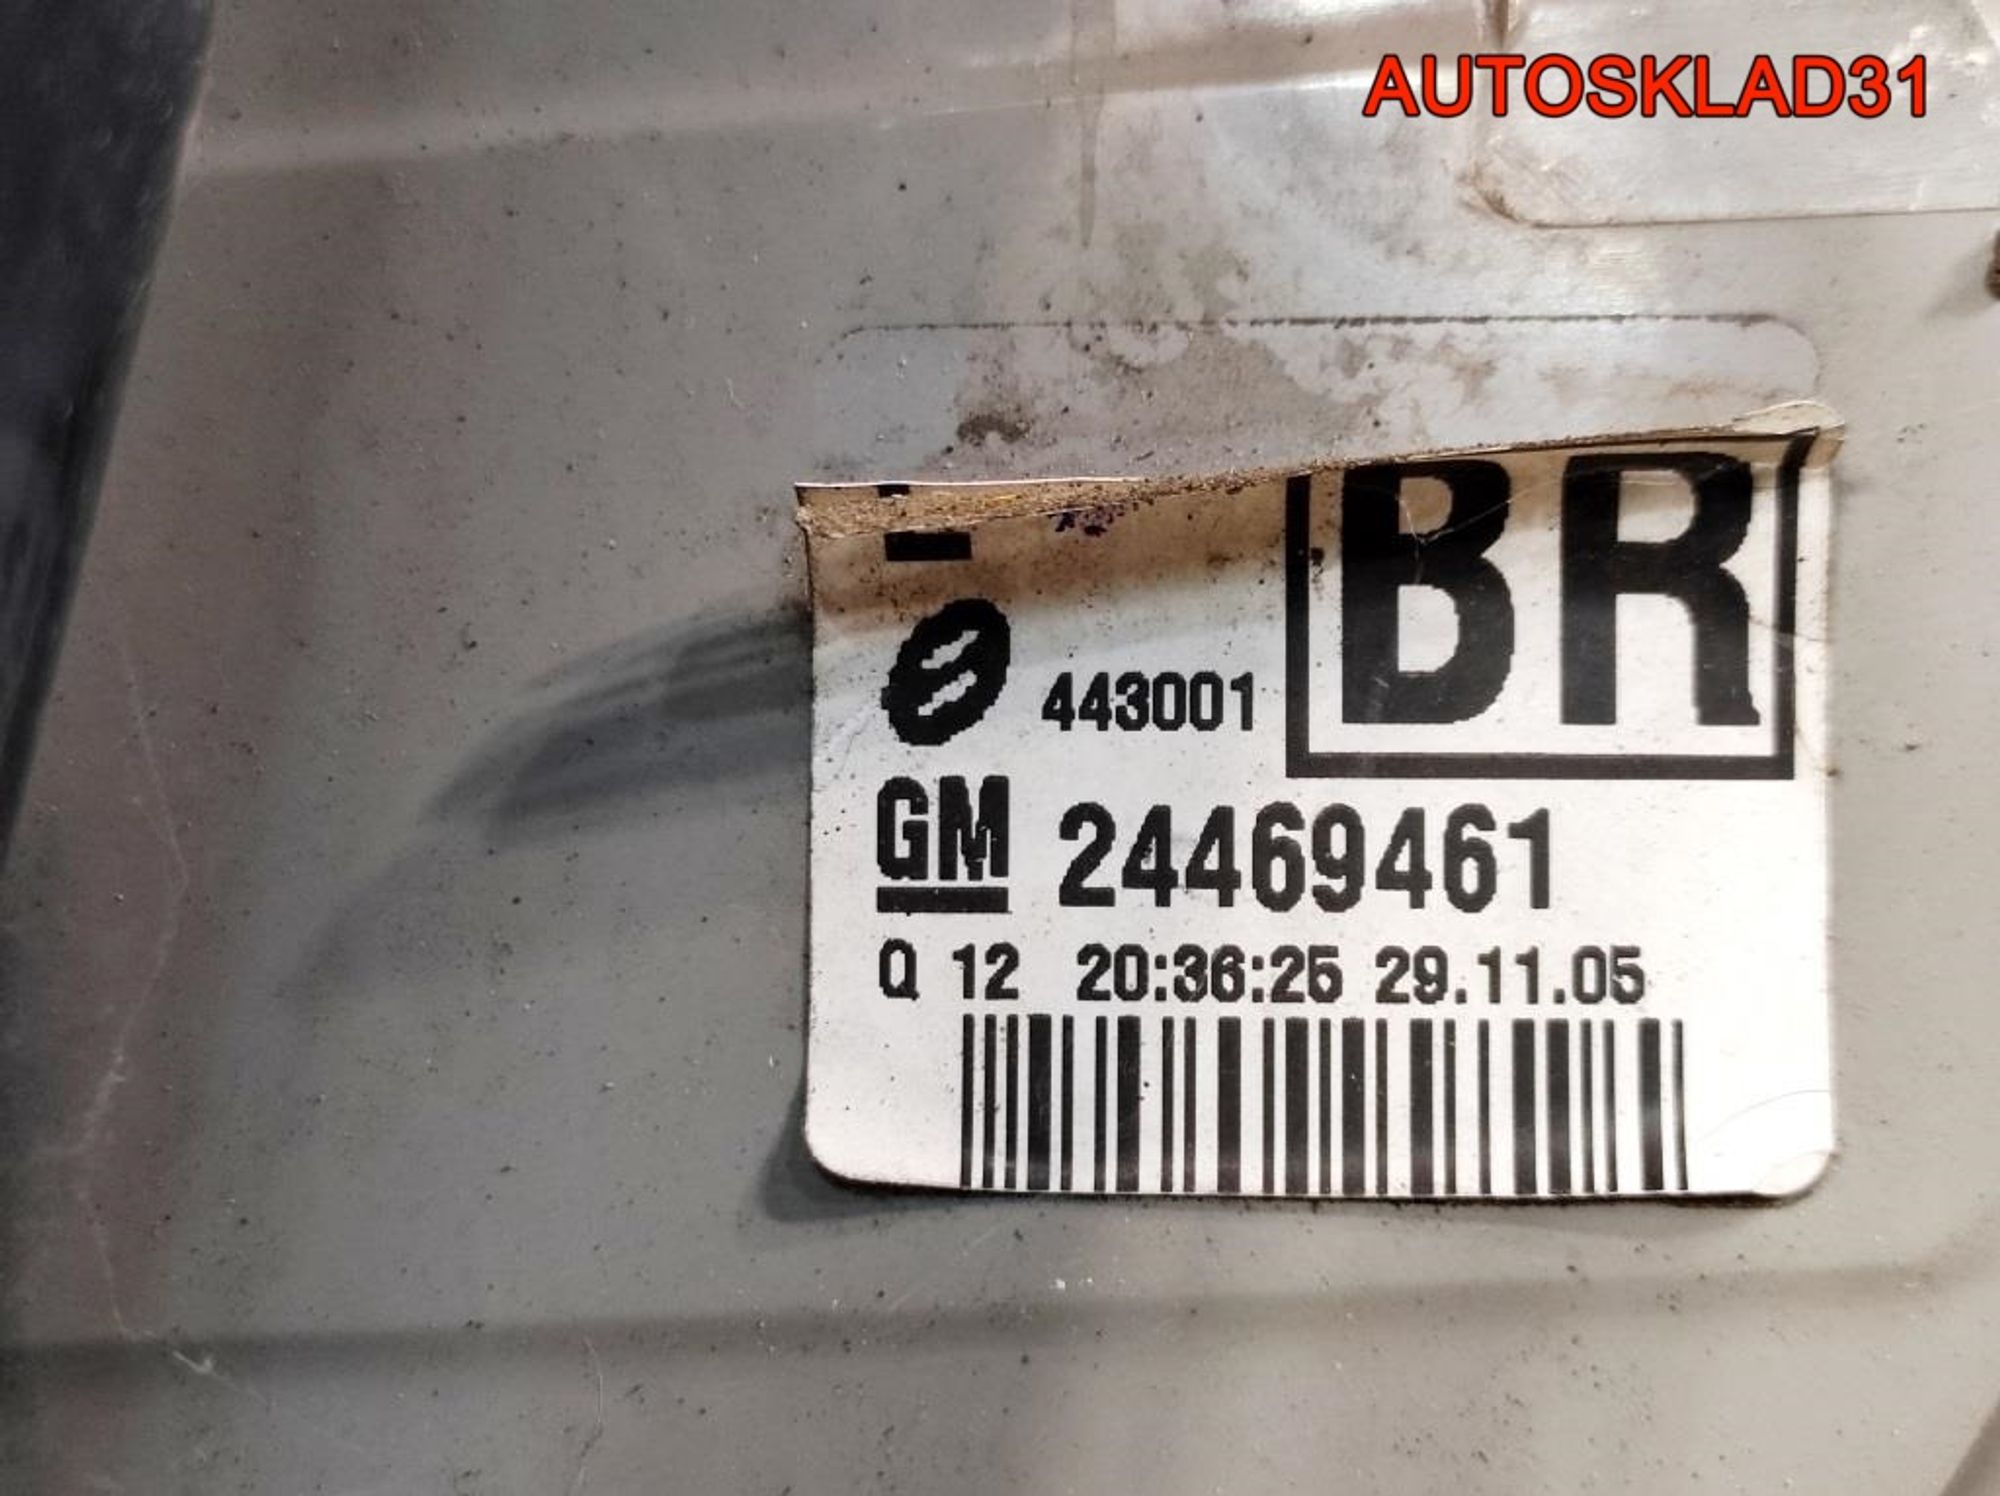 AUTOSKLAD31
BR
443001
GM 24469461
Q 12 20:36:25 29.11.05